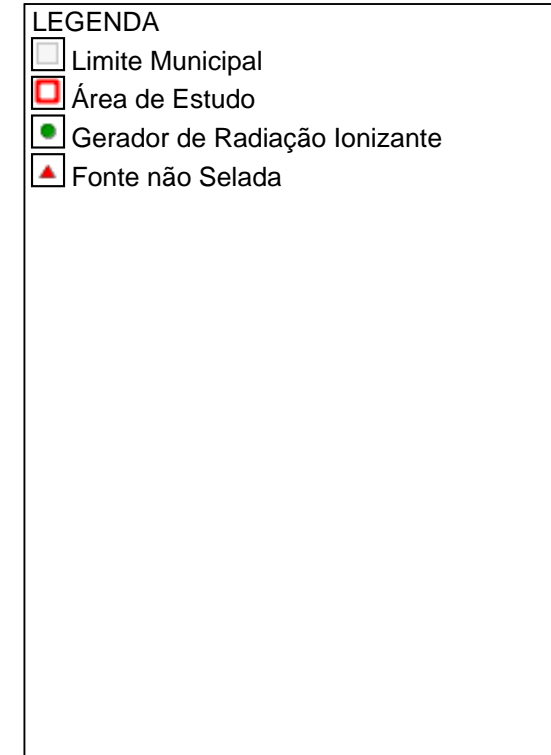 LEGENDA
Limite Municipal
Área de Estudo
Gerador de Radiação Ionizante
Fonte não Selada